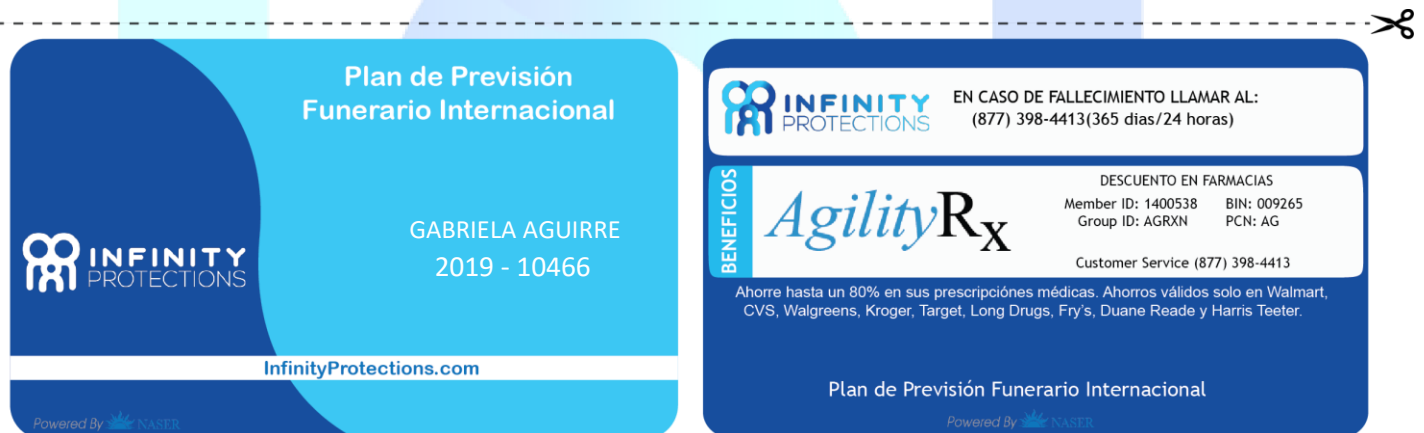 Plan de Previsión
Funerario Internacional
GABRIELA AGUIRRE
2019 - 10466
INFINITY
PROTECTIONS
InfinityProtections.com
Powered By NASER
INFINITY
PROTECTIONS
EN CASO DE FALLECIMIENTO LLAMAR AL:
(877) 398-4413(365 dias/24 horas)
BENEFICIOS
AgilityRx
DESCUENTO EN FARMACIAS
Member ID: 1400538 BIN: 009265
Group ID: AGRXN PCN: AG
Customer Service (877) 398-4413
Ahorre hasta un 80% en sus prescripciónes médicas. Ahorros válidos solo en Walmart,
CVS, Walgreens, Kroger, Target, Long Drugs, Fry's, Duane Reade y Harris Teeter.
Plan de Previsión Funerario Internacional
Powered By NASER